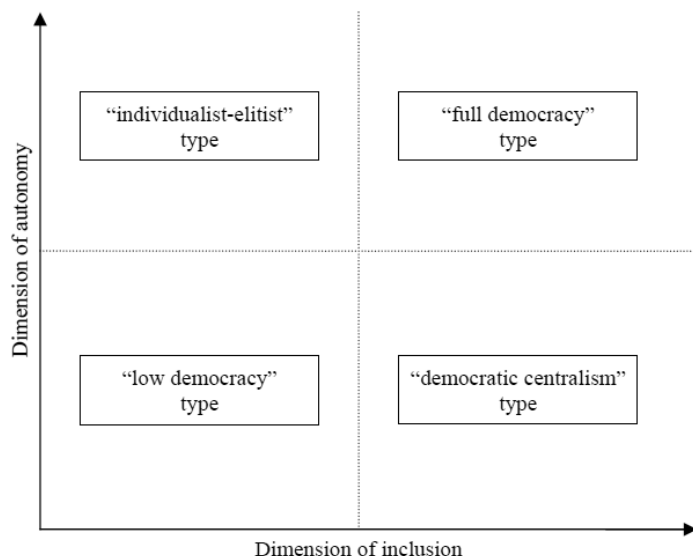 “individualist-elitist”
type
“full democracy”
type
Dimension of autonomy
“low democracy”
type
“democratic centralism”
type
Dimension of inclusion